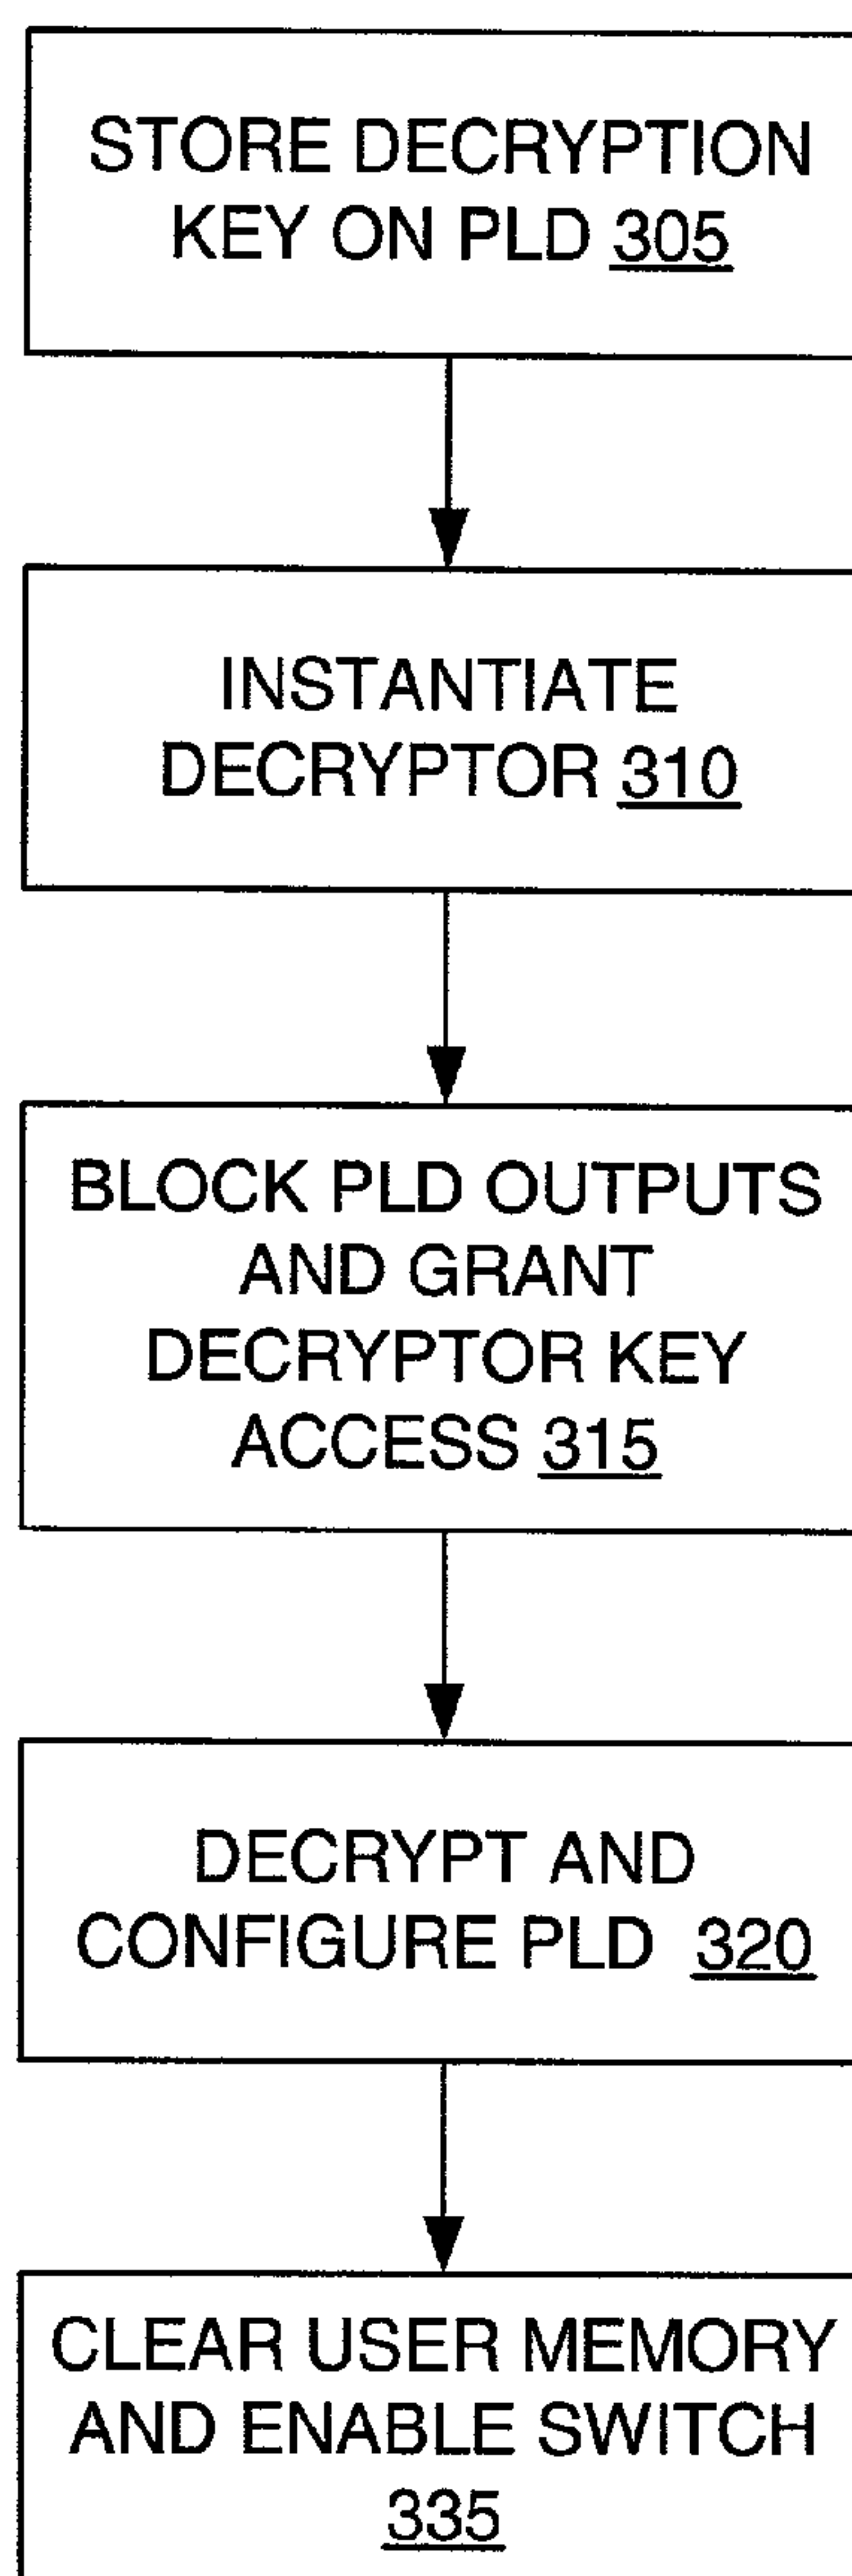 STORE DECRYPTION
KEY ON PLD 305
INSTANTIATE
DECRYPTOR 310
BLOCK PLD OUTPUTS
AND GRANT
DECRYPTOR KEY
ACCESS 315
DECRYPT AND
CONFIGURE PLD 320
CLEAR USER MEMORY
AND ENABLE SWITCH
335